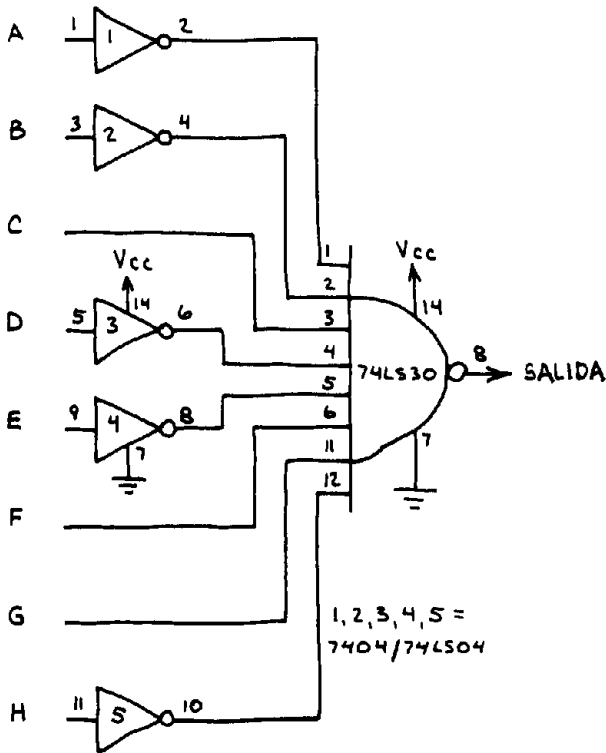 A 1 1 2
B 3 2 4
C
Vcc
14
D 5 3 6
E 9 4 8
7
F
G
H 11 5 10
1
2
3
4
5
6
11
12
Vcc
14
74LS30
8 SALIDA
7
1, 2, 3, 4, 5 =
7404/74LS04